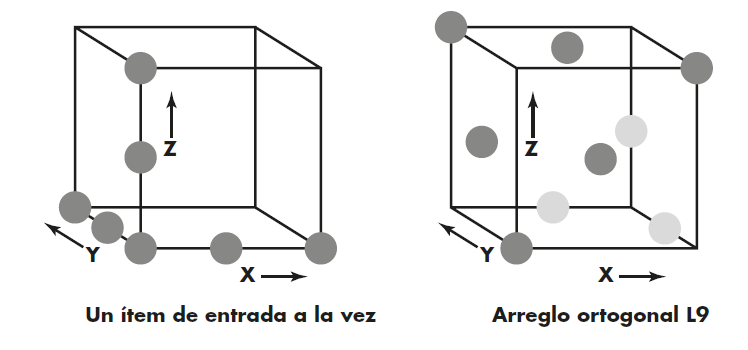 Z
Y
X
Un ítem de entrada a la vez
Z
Y
X
Arreglo ortogonal L9